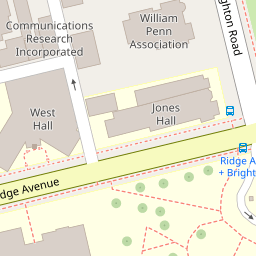 Communications
Research
Incorporated
William
Penn
Association
ghton Road
West
Hall
Jones
Hall
dge Avenue
Ridge A
+ Bright